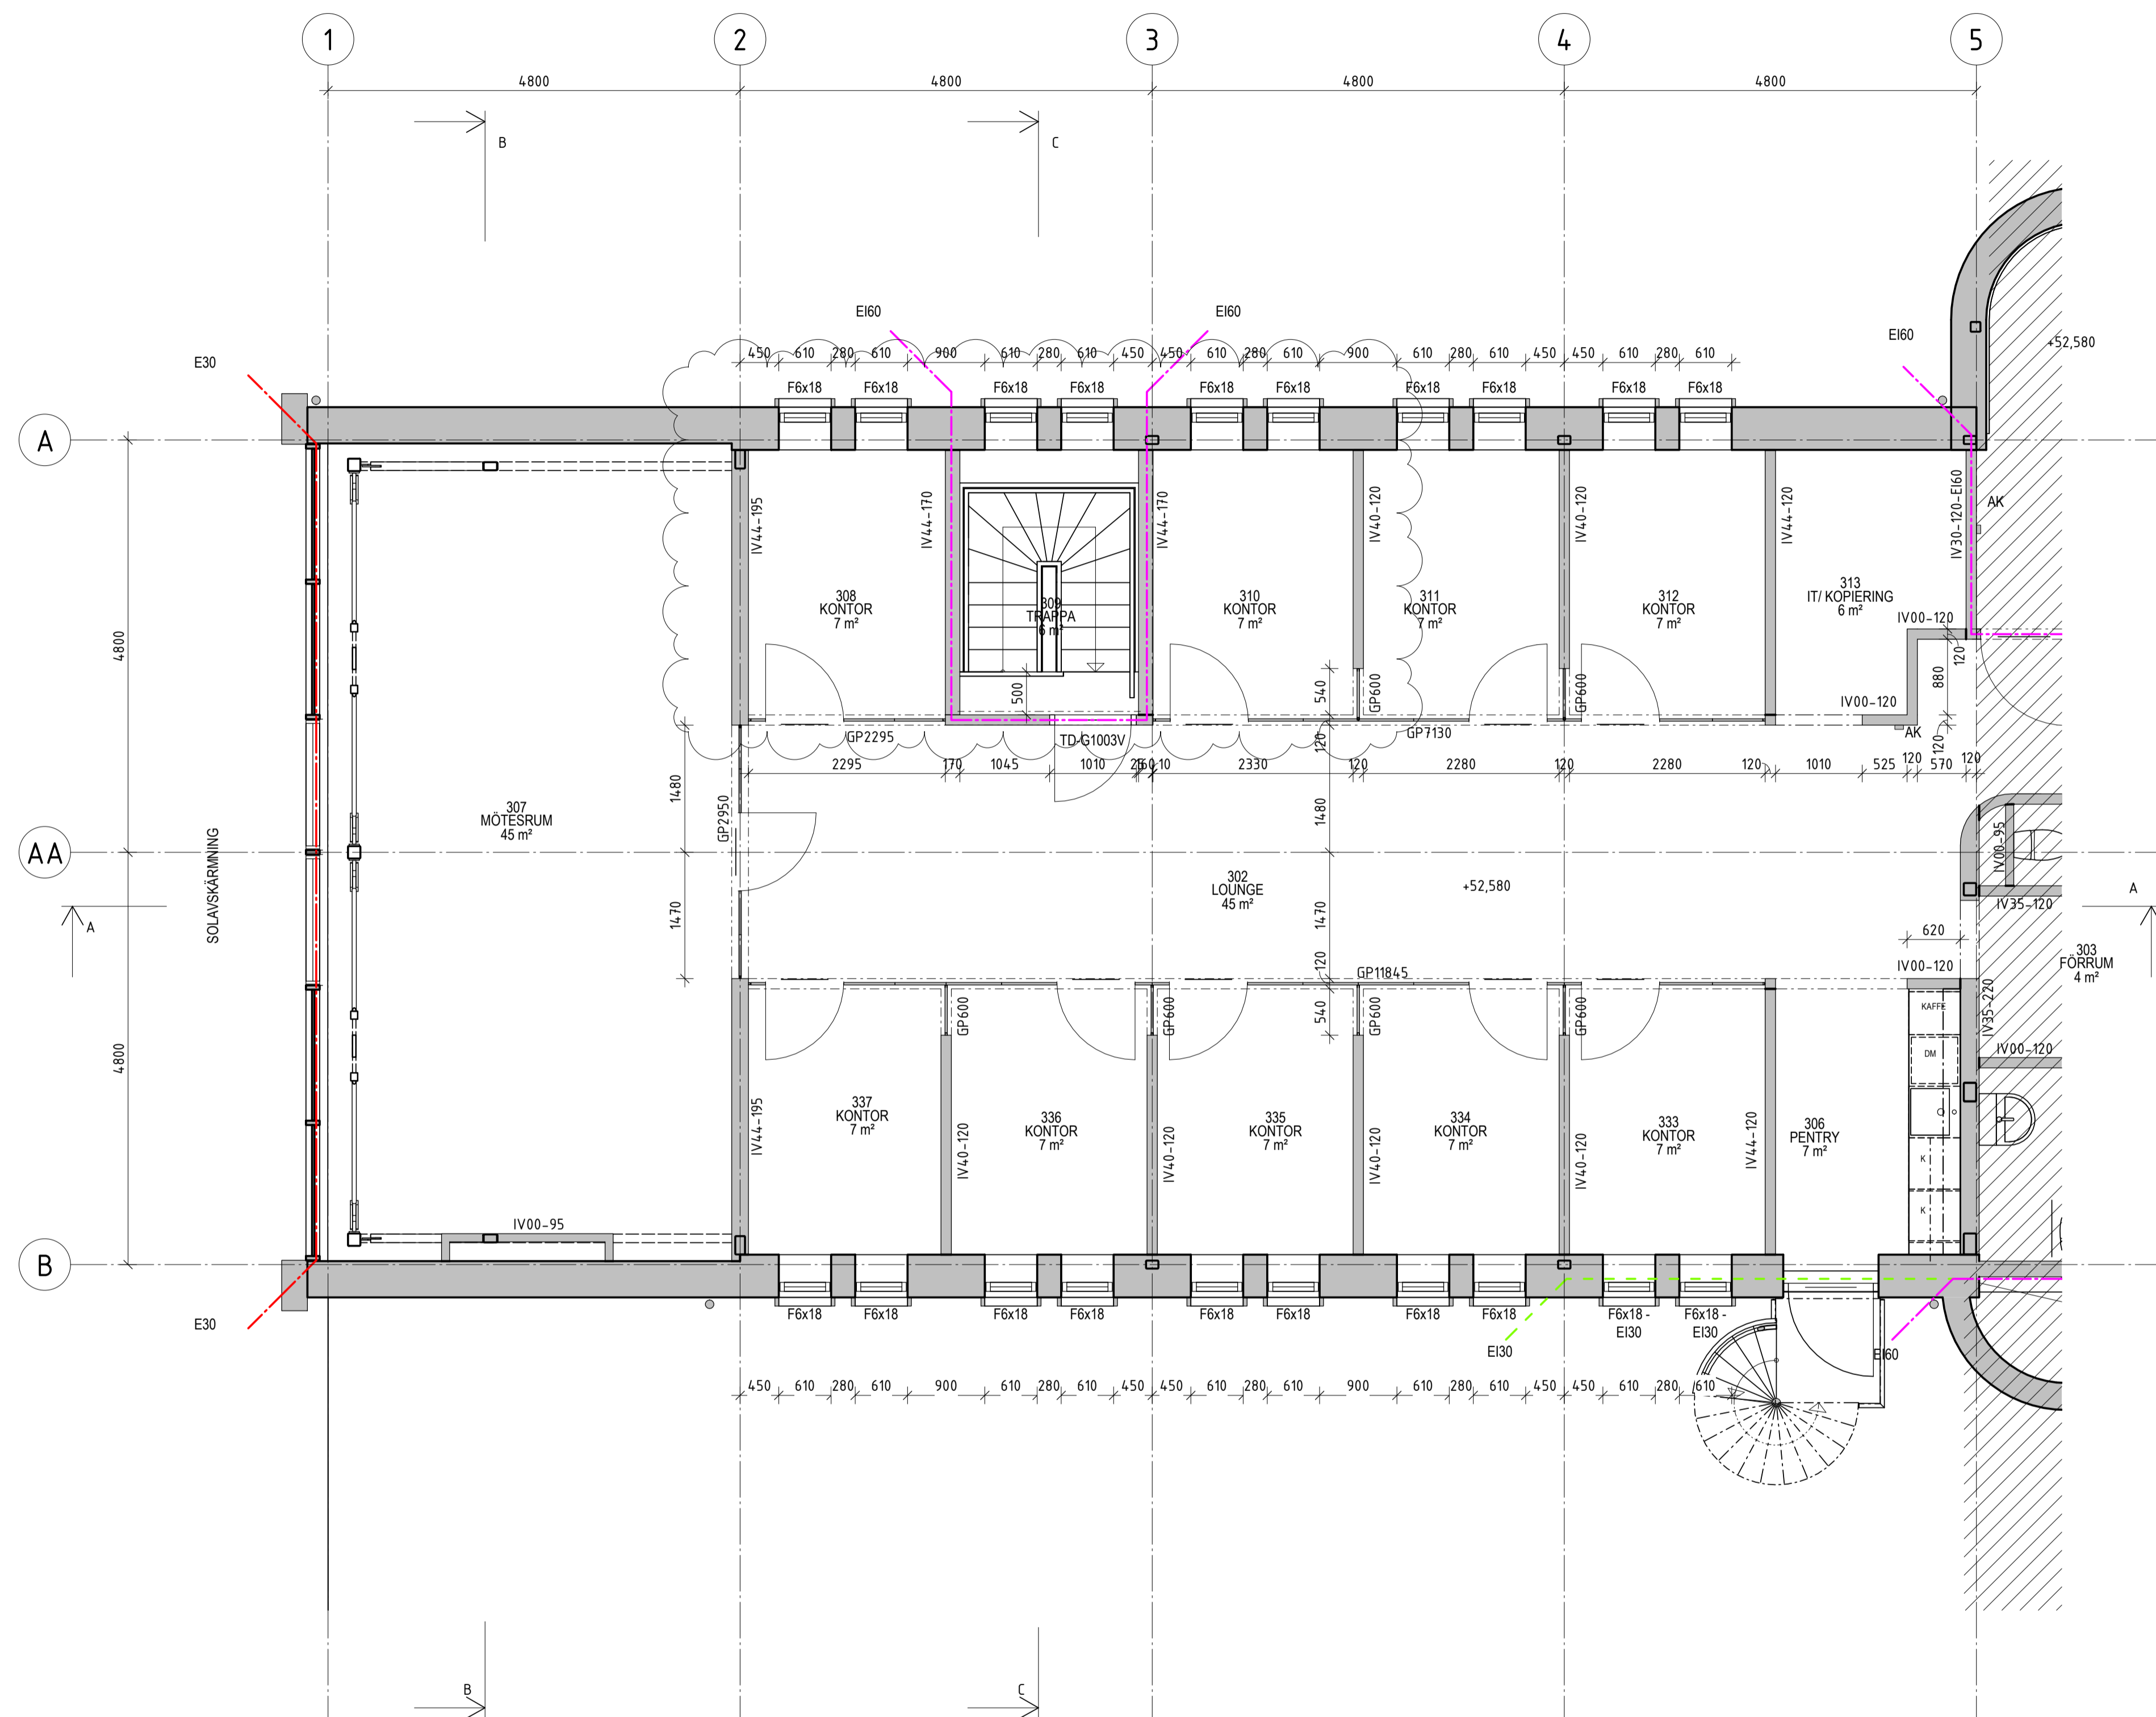 1 2 3 4 5
4800 4800 4800 4800
B C
EI60 EI60 EI60
E30
+52,580
450 610 280 610 900 610 280 610 450 450 610 280 610 900 610 280 610 450 450 610 280 610
F6x18 F6x18 F6x18 F6x18 F6x18 F6x18 F6x18 F6x18 F6x18 F6x18
A
IV44-195 IV44-170 IV44-170 IV40-120 IV40-120 IV44-120 IV30-120-EI60 AK
308
KONTOR
7 m²
309
TRAPPA
6 m²
310
KONTOR
7 m²
311
KONTOR
7 m²
312
KONTOR
7 m²
313
IT/ KOPIERING
6 m²
IV00-120
4800
500 540 GP600 GP600 880 120
IV00-120
GP2295 TD-G1003V 120 GP7130 AK 120
2295 170 1045 1010 25 160 10 2330 120 2280 120 2280 120 1010 525 120 570 120
1480 GP2950 1480
307
MÖTESRUM
45 m²
SOLAVSKÄRMNING
AA
IV00-95
302
LOUNGE
45 m²
+52,580
A A
IV35-120
1470 1470 620
303
FÖRRUM
4 m²
120 GP11845 IV00-120
4800
GP600 GP600 540 GP600 GP600 IV35-220
KAFFE
DM
IV00-120
337
KONTOR
7 m²
336
KONTOR
7 m²
335
KONTOR
7 m²
334
KONTOR
7 m²
333
KONTOR
7 m²
306
PENTRY
7 m²
IV44-195 IV40-120 IV40-120 IV40-120 IV40-120 IV44-120
K
K
IV00-95
B
F6x18 F6x18 F6x18 F6x18 F6x18 F6x18 F6x18 F6x18 F6x18 -
EI30
F6x18 -
EI30
E30
EI30 EI60
450 610 280 610 900 610 280 610 450 450 610 280 610 900 610 280 610 450 450 610 280 610
B C